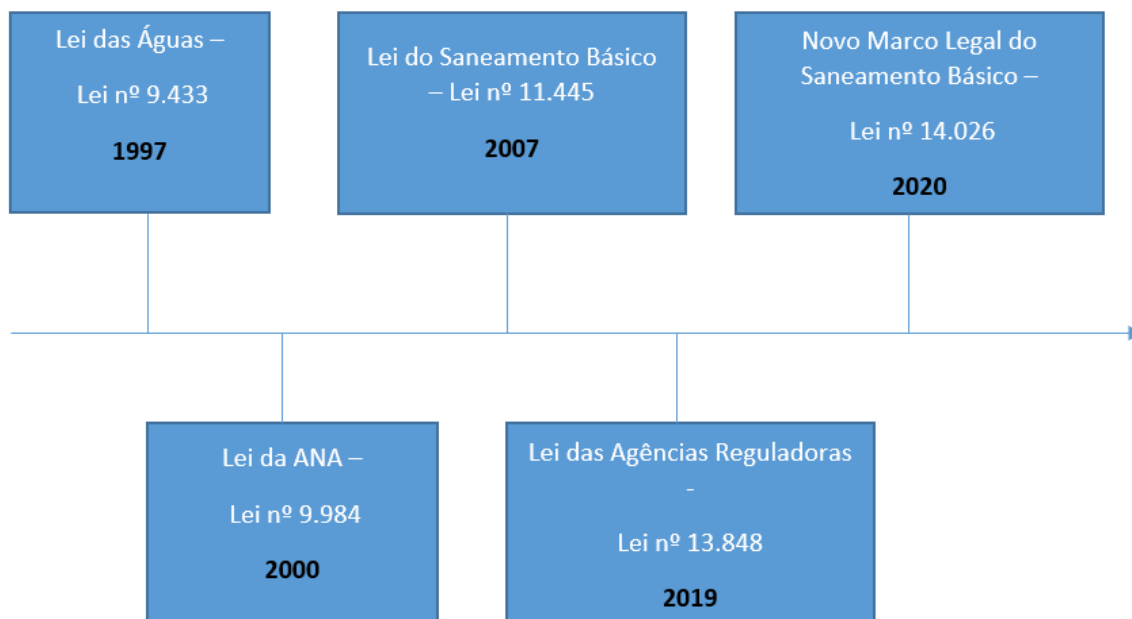 Lei das Águas –
Lei nº 9.433
1997
Lei do Saneamento Básico
– Lei nº 11.445
2007
Novo Marco Legal do
Saneamento Básico –
Lei nº 14.026
2020
Lei da ANA –
Lei nº 9.984
2000
Lei das Agências Reguladoras
-
Lei nº 13.848
2019